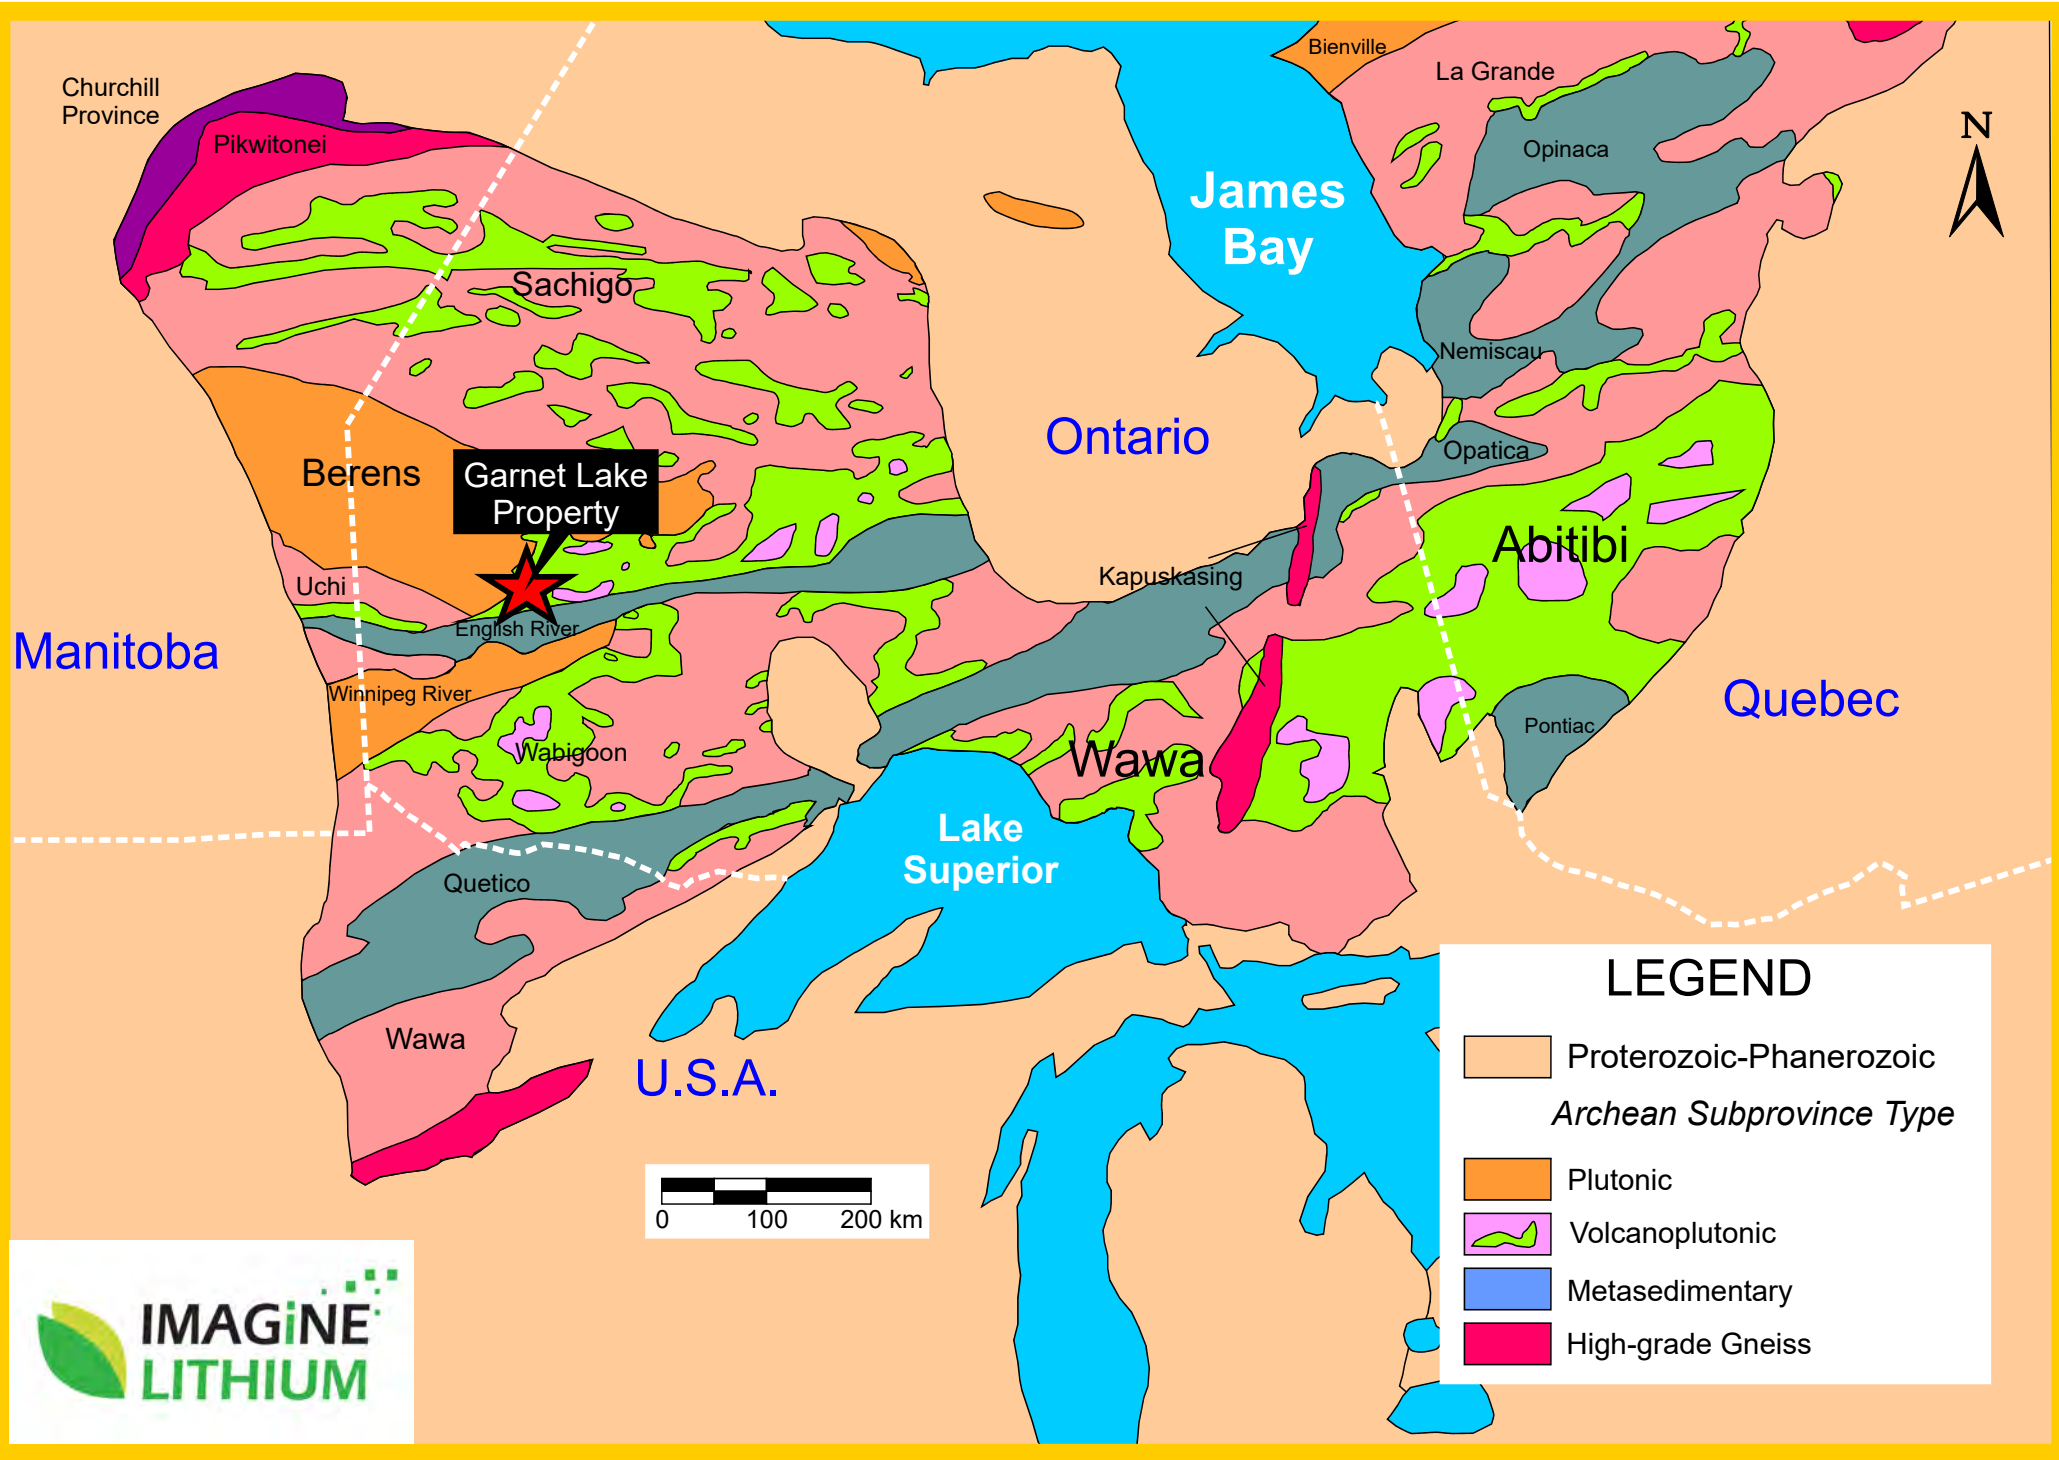 Churchill
Province
Pikwitonei
Bienville
La Grande
Opinaca
N
James
Bay
Sachigo
Nemiscau
Ontario
Opatica
Berens
Garnet Lake
Property
Abitibi
Kapuskasing
Uchi
English River
Manitoba
Winnipeg River
Quebec
Pontiac
Wabigoon
Wawa
Lake
Superior
Quetico
Wawa
U.S.A.
0 100 200 km
LEGEND
Proterozoic-Phanerozoic
Archean Subprovince Type
Plutonic
Volcanoplutonic
Metasedimentary
High-grade Gneiss
IMAGiNE
LITHIUM